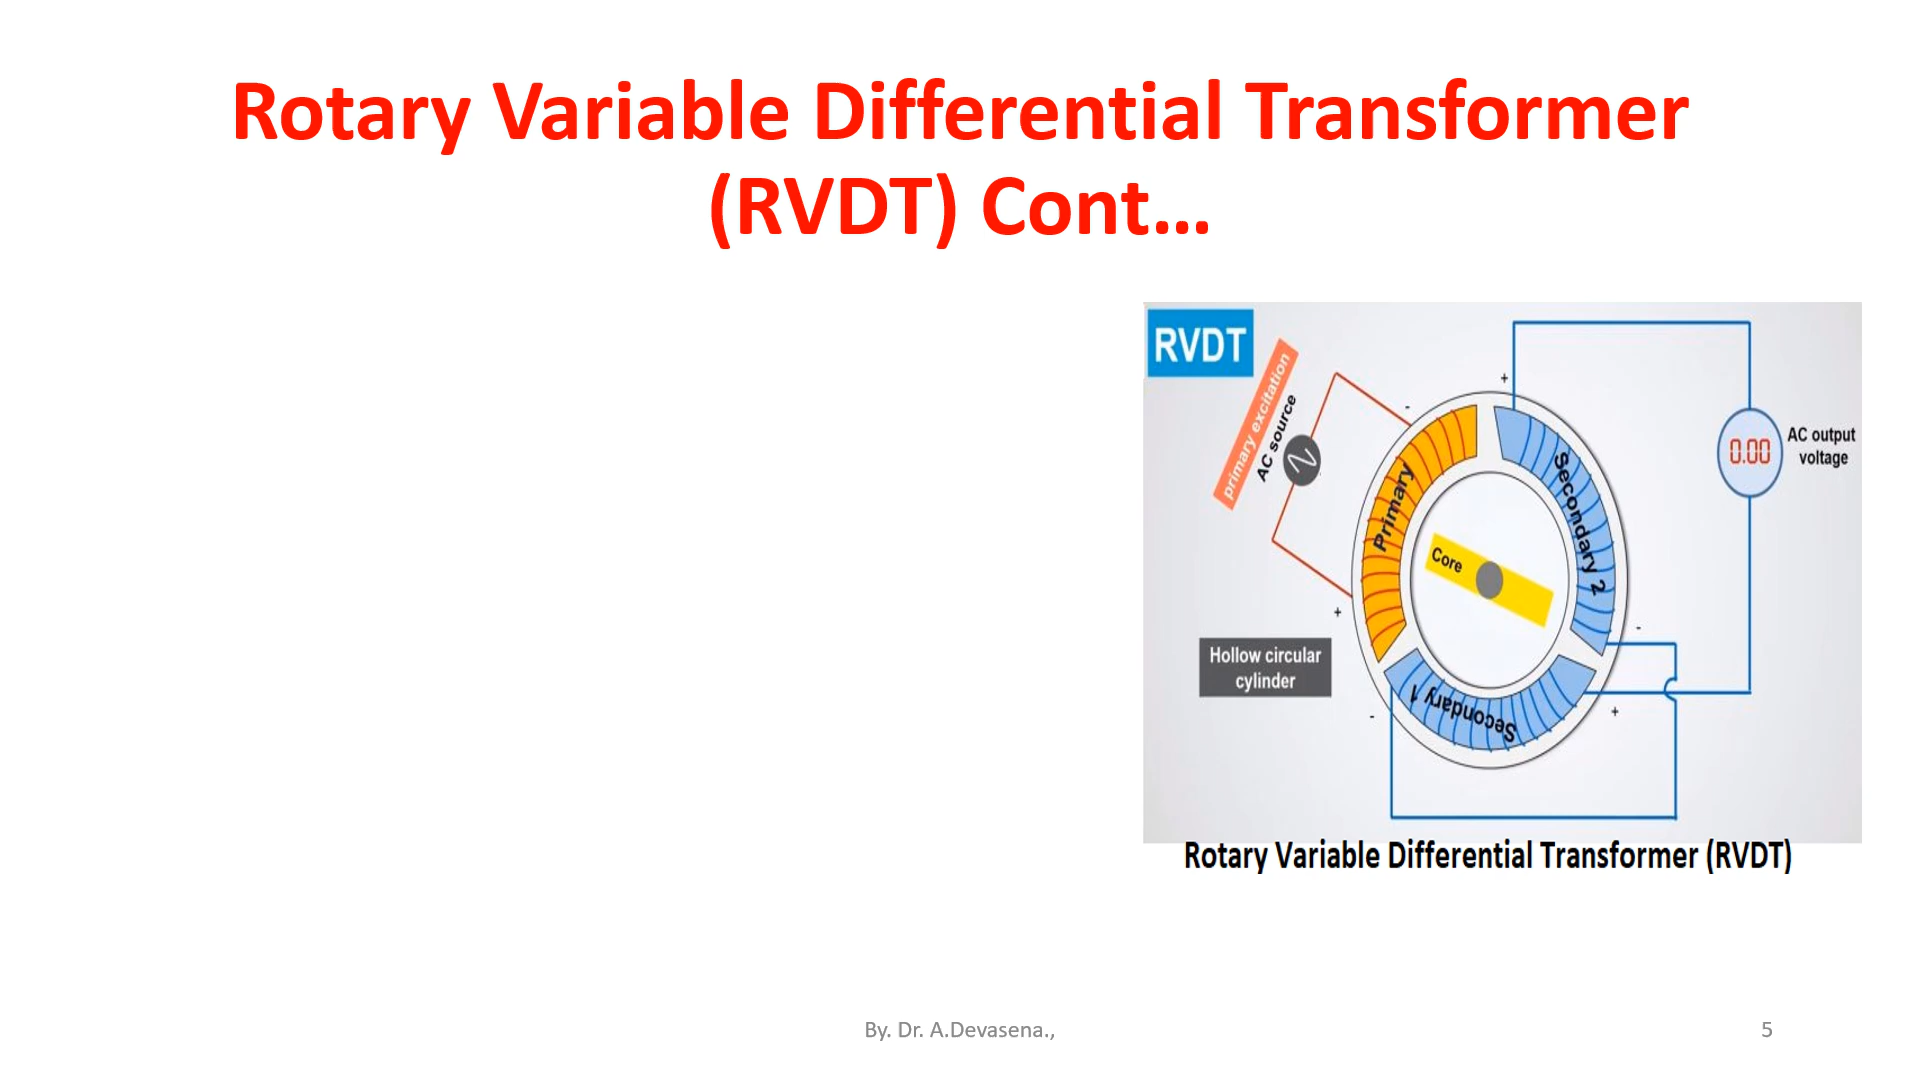 Rotary Variable Differential Transformer
(RVDT) Cont...
RVDT
primary excitation
AC source
-
+
+
Primary
Secondary 2
Core
0.00
AC output
voltage
Hollow circular
cylinder
-
-
+
Secondary 1
Rotary Variable Differential Transformer (RVDT)
By. Dr. A.Devasena.,
5